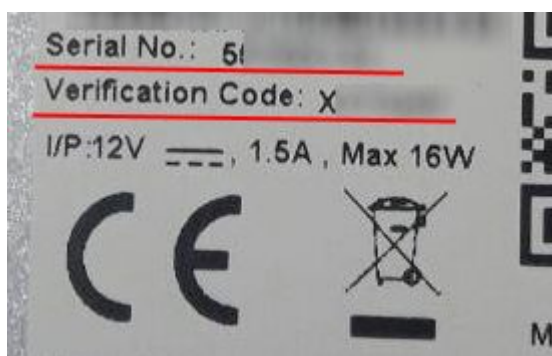 Serial No.: 5
Verification Code: X
I/P:12V ⎓, 1.5A , Max 16W
CE
M